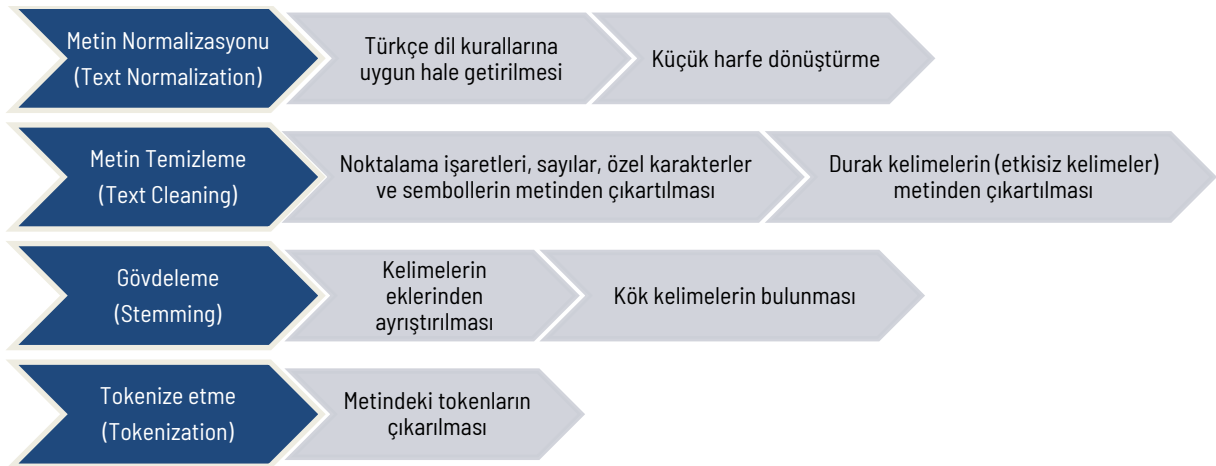 Metin Normalizasyonu
(Text Normalization)
Türkçe dil kurallarına
uygun hale getirilmesi
Küçük harfe dönüştürme
Metin Temizleme
(Text Cleaning)
Noktalama işaretleri, sayılar, özel karakterler
ve sembollerin metinden çıkartılması
Durak kelimelerin (etkisiz kelimeler)
metinden çıkartılması
Gövdeleme
(Stemming)
Kelimelerin
eklerinden
ayrıştırılması
Kök kelimelerin bulunması
Tokenize etme
(Tokenization)
Metindeki tokenların
çıkarılması